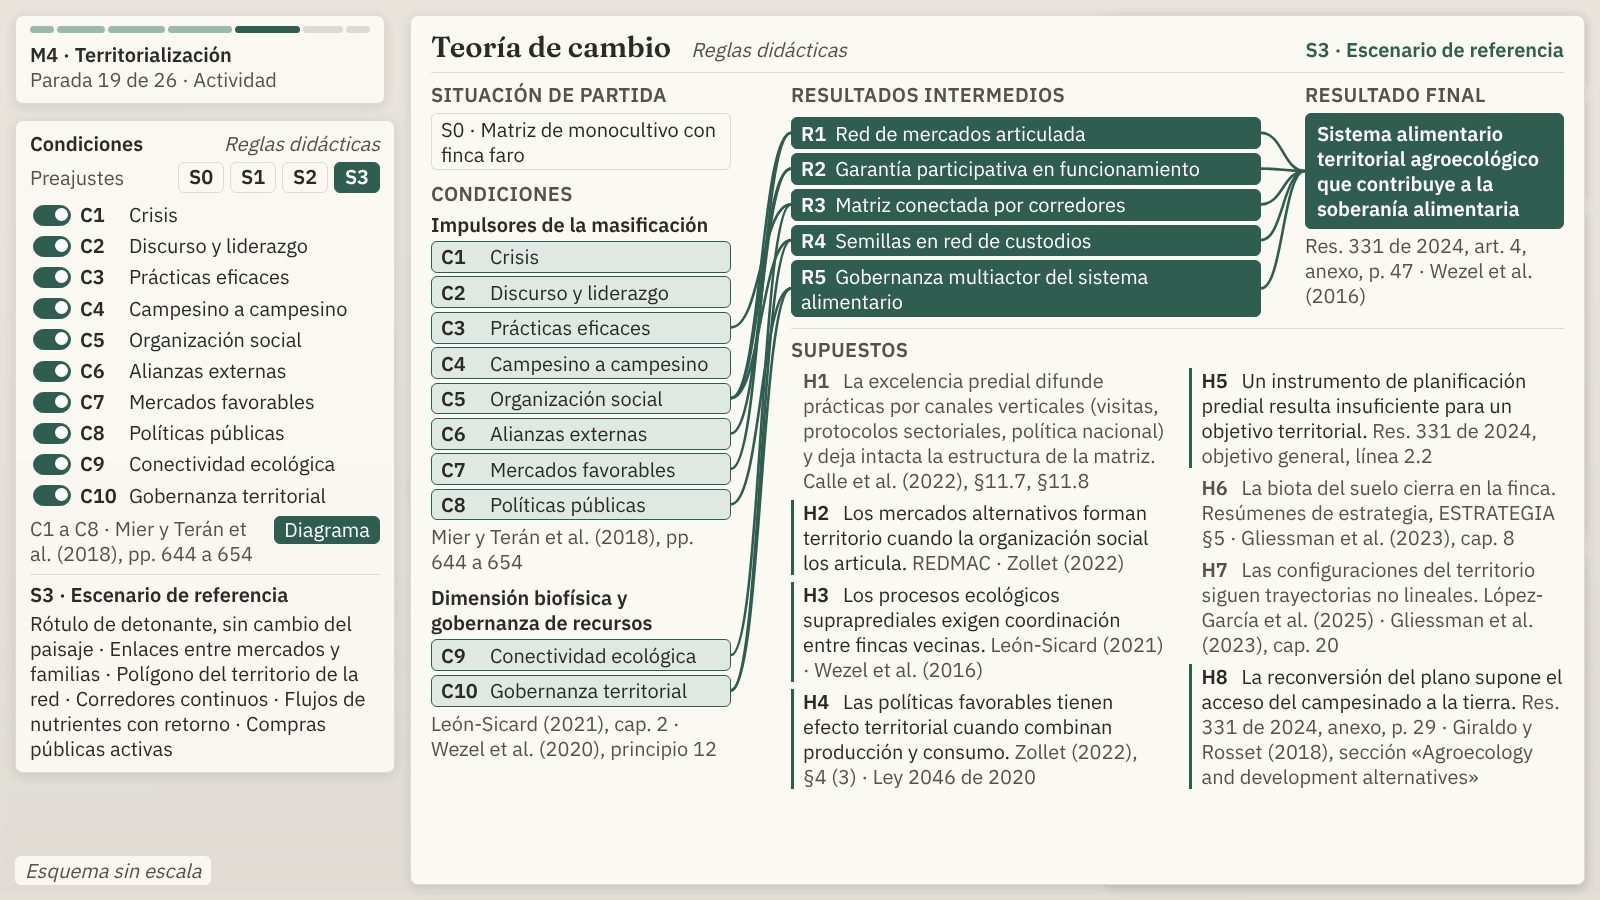 M4 · Territorialización
Parada 19 de 26 · Actividad
Condiciones
Reglas didácticas
Preajustes
S0
S1
S2
S3
C1 Crisis
C2 Discurso y liderazgo
C3 Prácticas eficaces
C4 Campesino a campesino
C5 Organización social
C6 Alianzas externas
C7 Mercados favorables
C8 Políticas públicas
C9 Conectividad ecológica
C10 Gobernanza territorial
C1 a C8 · Mier y Terán et
al. (2018), pp. 644 a 654
Diagrama
S3 · Escenario de referencia
Rótulo de detonante, sin cambio del
paisaje · Enlaces entre mercados y
familias · Polígono del territorio de la
red · Corredores continuos · Flujos de
nutrientes con retorno · Compras
públicas activas
Esquema sin escala
Teoría de cambio
Reglas didácticas
S3 · Escenario de referencia
SITUACIÓN DE PARTIDA
S0 · Matriz de monocultivo con
finca faro
CONDICIONES
Impulsores de la masificación
C1 Crisis
C2 Discurso y liderazgo
C3 Prácticas eficaces
C4 Campesino a campesino
C5 Organización social
C6 Alianzas externas
C7 Mercados favorables
C8 Políticas públicas
Mier y Terán et al. (2018), pp.
644 a 654
Dimensión biofísica y
gobernanza de recursos
C9 Conectividad ecológica
C10 Gobernanza territorial
León-Sicard (2021), cap. 2 ·
Wezel et al. (2020), principio 12
RESULTADOS INTERMEDIOS
R1 Red de mercados articulada
R2 Garantía participativa en funcionamiento
R3 Matriz conectada por corredores
R4 Semillas en red de custodios
R5 Gobernanza multiactor del sistema
alimentario
RESULTADO FINAL
Sistema alimentario
territorial agroecológico
que contribuye a la
soberanía alimentaria
Res. 331 de 2024, art. 4,
anexo, p. 47 · Wezel et al.
(2016)
SUPUESTOS
H1 La excelencia predial difunde
prácticas por canales verticales (visitas,
protocolos sectoriales, política nacional)
y deja intacta la estructura de la matriz.
Calle et al. (2022), §11.7, §11.8
H2 Los mercados alternativos forman
territorio cuando la organización social
los articula. REDMAC · Zollet (2022)
H3 Los procesos ecológicos
supraprediales exigen coordinación
entre fincas vecinas. León-Sicard (2021)
· Wezel et al. (2016)
H4 Las políticas favorables tienen
efecto territorial cuando combinan
producción y consumo. Zollet (2022),
§4 (3) · Ley 2046 de 2020
H5 Un instrumento de planificación
predial resulta insuficiente para un
objetivo territorial. Res. 331 de 2024,
objetivo general, línea 2.2
H6 La biota del suelo cierra en la finca.
Resúmenes de estrategia, ESTRATEGIA
§5 · Gliessman et al. (2023), cap. 8
H7 Las configuraciones del territorio
siguen trayectorias no lineales. López-
García et al. (2025) · Gliessman et al.
(2023), cap. 20
H8 La reconversión del plano supone el
acceso del campesinado a la tierra. Res.
331 de 2024, anexo, p. 29 · Giraldo y
Rosset (2018), sección «Agroecology
and development alternatives»